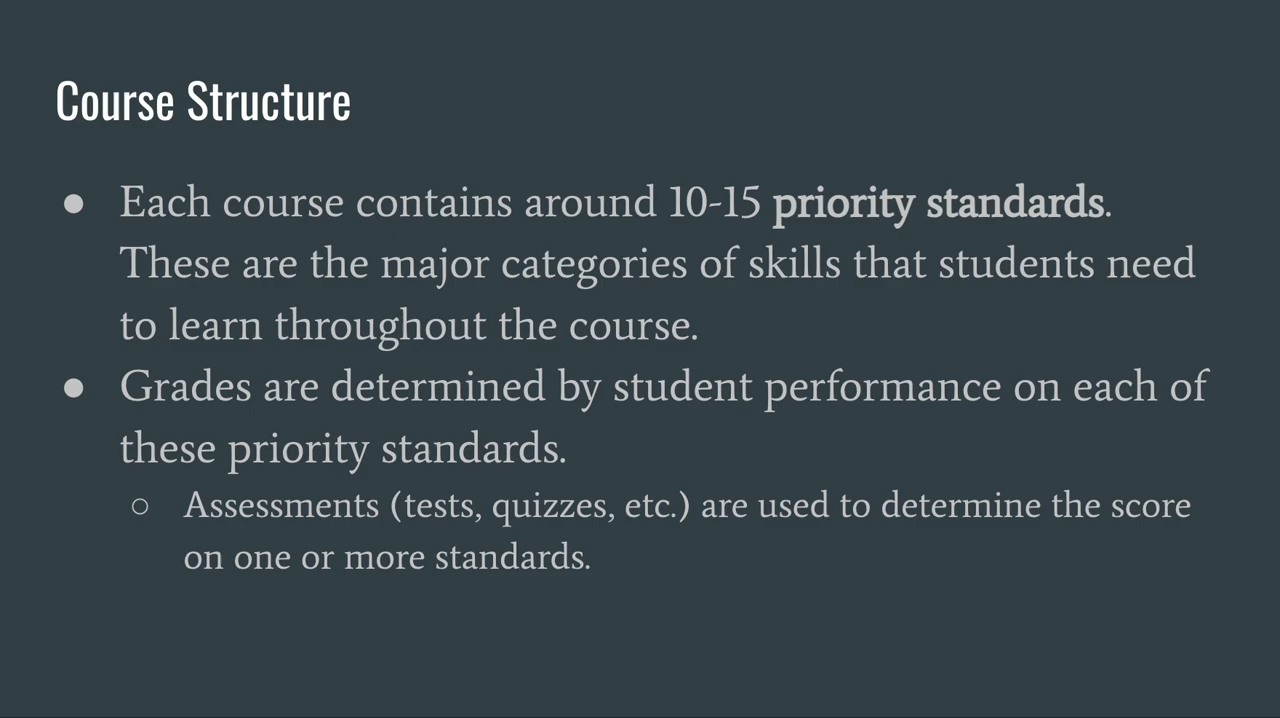 Course Structure
● Each course contains around 10-15 priority standards.
These are the major categories of skills that students need
to learn throughout the course.
● Grades are determined by student performance on each of
these priority standards.
○ Assessments (tests, quizzes, etc.) are used to determine the score
on one or more standards.